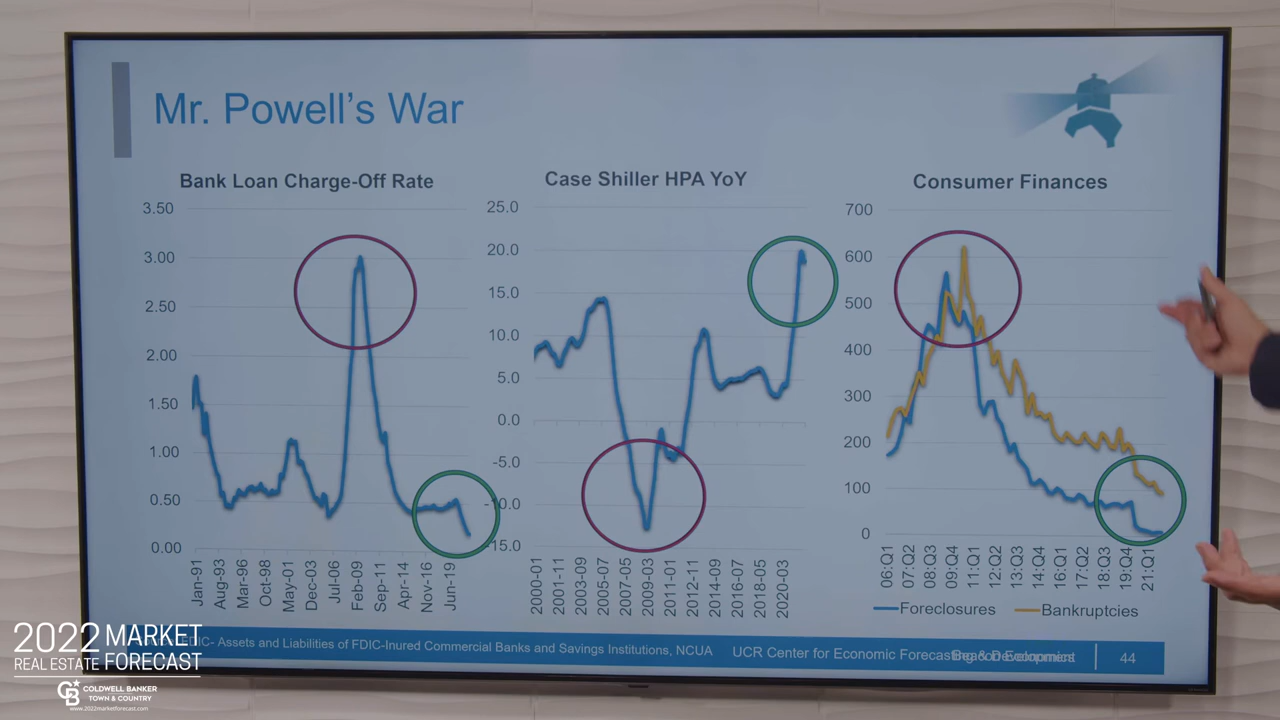 Mr. Powell's War
Bank Loan Charge-Off Rate
3.50
3.00
2.50
2.00
1.50
1.00
0.50
0.00
Jan-91
Aug-93
Mar-96
Oct-98
May-01
Dec-03
Jul-06
Feb-09
Sep-11
Apr-14
Nov-16
Jun-19
Case Shiller HPA YoY
25.0
20.0
15.0
10.0
5.0
0.0
-5.0
-10.0
-15.0
2000-01
2001-11
2003-09
2005-07
2007-05
2009-03
2011-01
2012-11
2014-09
2016-07
2018-05
2020-03
Consumer Finances
700
600
500
400
300
200
100
0
06:Q1
07:Q2
08:Q3
09:Q4
11:Q1
12:Q2
13:Q3
14:Q4
16:Q1
17:Q2
18:Q3
19:Q4
21:Q1
Foreclosures
Bankruptcies
FDIC- Assets and Liabilities of FDIC-Inured Commercial Banks and Savings Institutions, NCUA
UCR Center for Economic Forecasting & Development
44
2022 MARKET
REAL ESTATE FORECAST
CB
COLDWELL BANKER
TOWN & COUNTRY
www.2022marketforecast.com